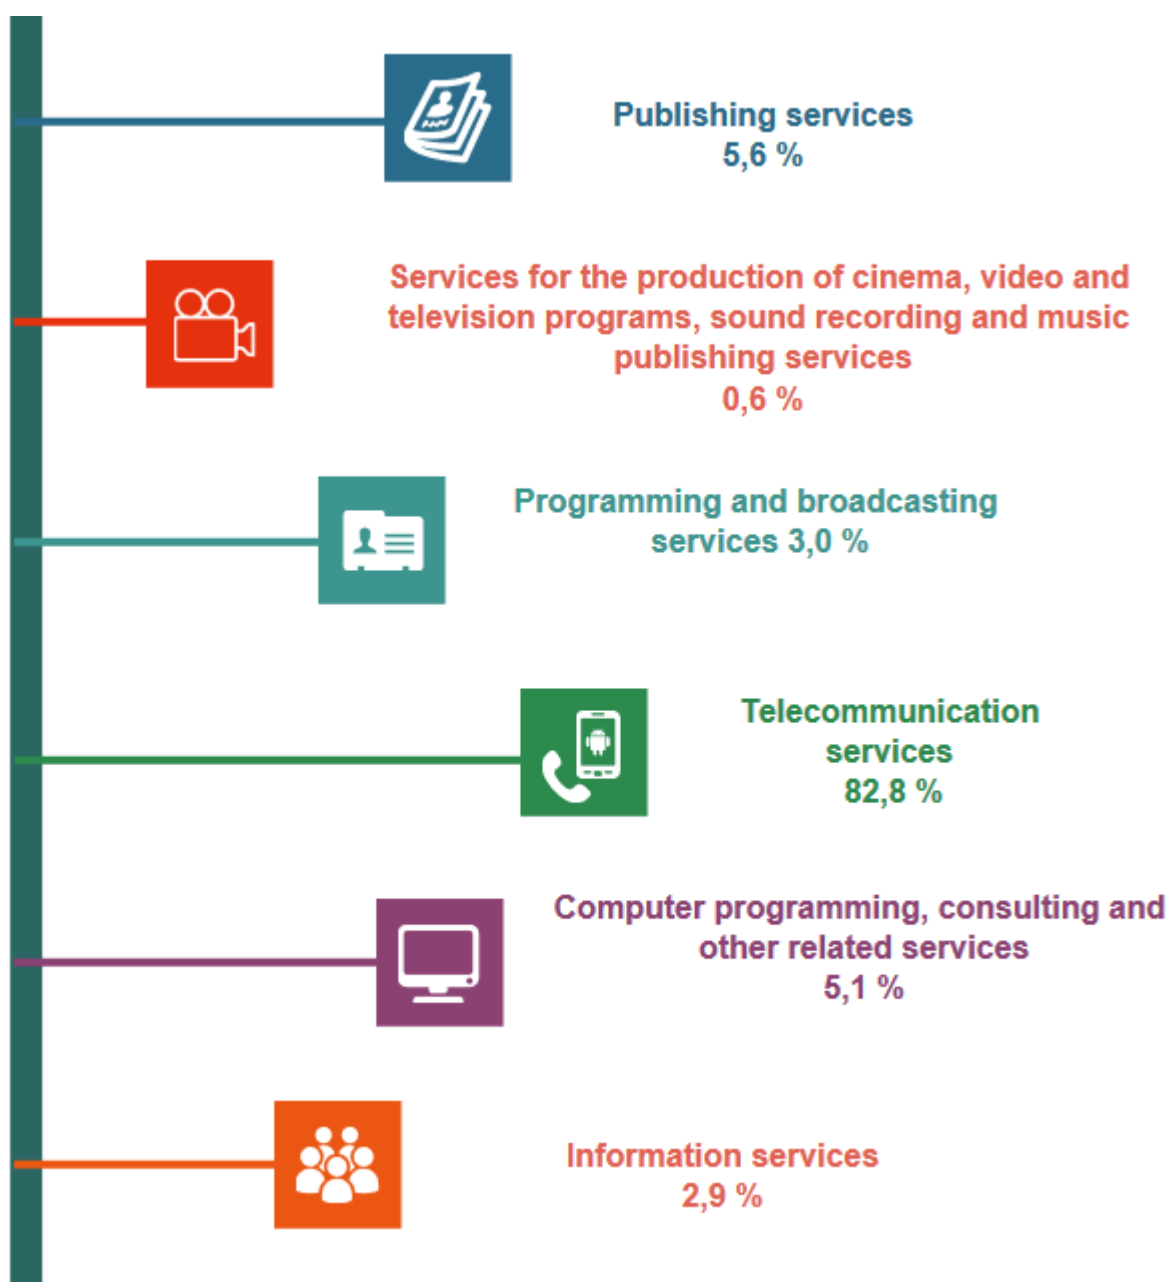 Publishing services
5,6 %
Services for the production of cinema, video and
television programs, sound recording and music
publishing services
0,6 %
Programming and broadcasting
services 3,0 %
Telecommunication
services
82,8 %
Computer programming, consulting and
other related services
5,1 %
Information services
2,9 %